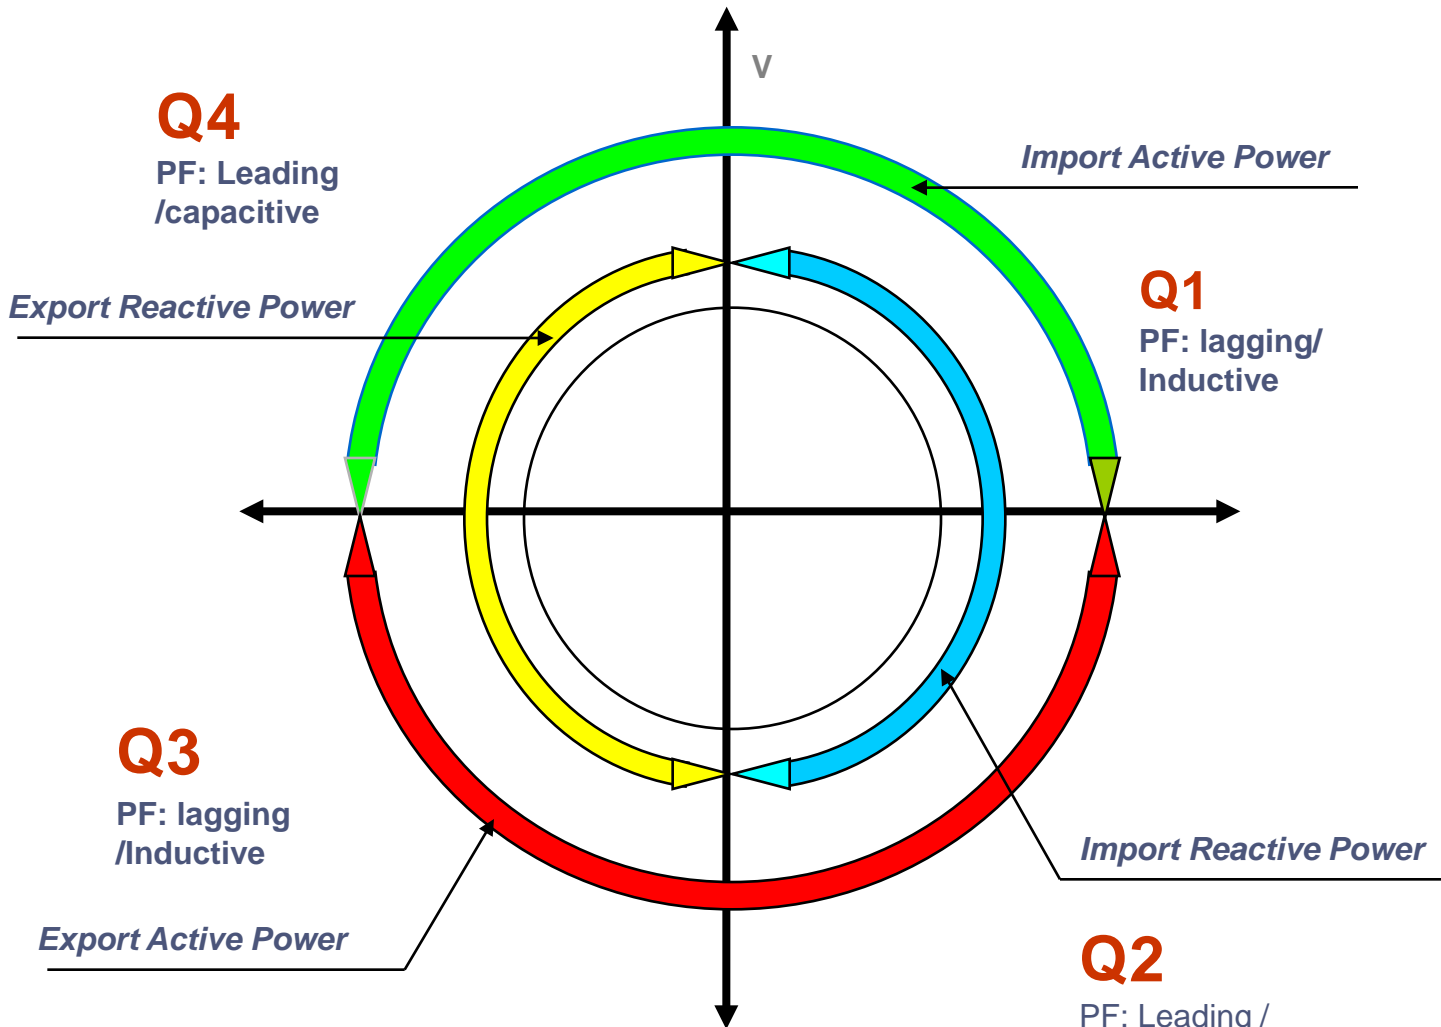 V
Q4
PF: Leading
/capacitive
Import Active Power
Export Reactive Power
Q1
PF: lagging/
Inductive
Q3
PF: lagging
/Inductive
Import Reactive Power
Export Active Power
Q2
PF: Leading /